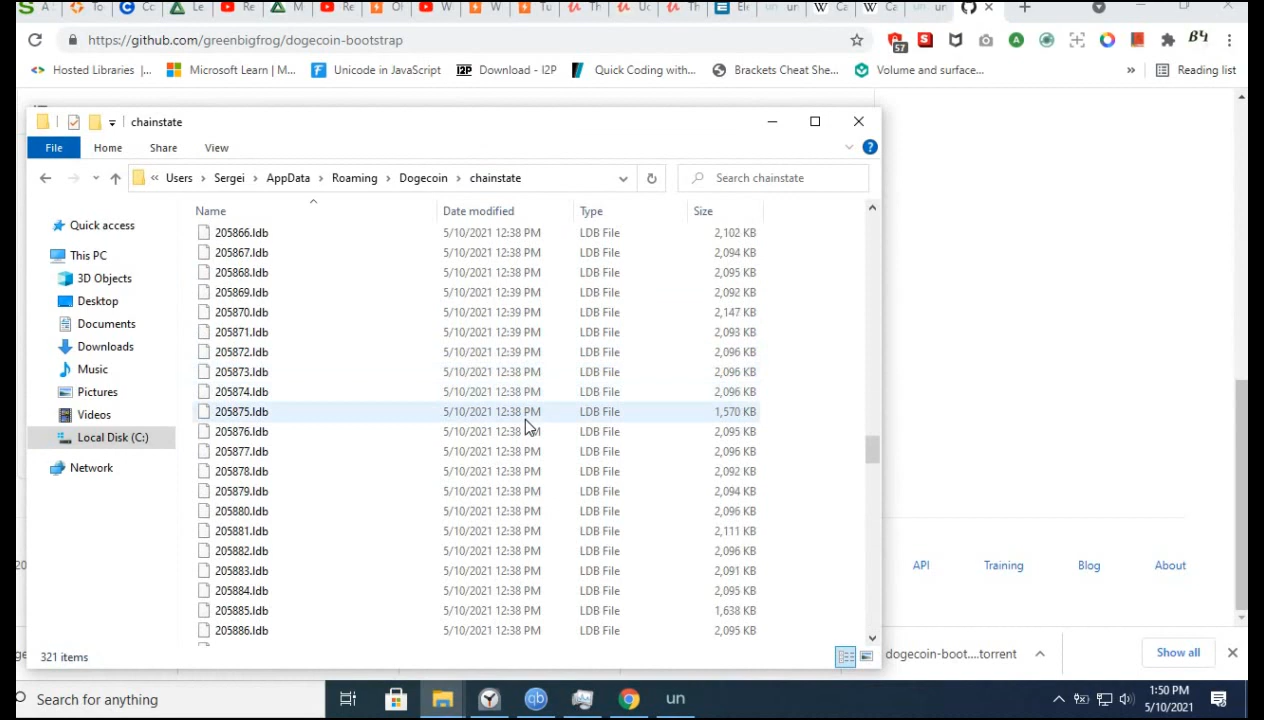 https://github.com/greenbigfrog/dogecoin-bootstrap
57
Hosted Libraries |...
Microsoft Learn | M...
Unicode in JavaScript
I2P Download - I2P
Quick Coding with...
Brackets Cheat She...
Volume and surface...
»
Reading list
chainstate
File
Home
Share
View
« Users > Sergei > AppData > Roaming > Dogecoin > chainstate
Search chainstate
Name
Date modified
Type
Size
Quick access
This PC
3D Objects
Desktop
Documents
Downloads
Music
Pictures
Videos
Local Disk (C:)
Network
205866.ldb 5/10/2021 12:38 PM LDB File 2,102 KB
205867.ldb 5/10/2021 12:38 PM LDB File 2,094 KB
205868.ldb 5/10/2021 12:38 PM LDB File 2,095 KB
205869.ldb 5/10/2021 12:39 PM LDB File 2,092 KB
205870.ldb 5/10/2021 12:39 PM LDB File 2,147 KB
205871.ldb 5/10/2021 12:39 PM LDB File 2,093 KB
205872.ldb 5/10/2021 12:39 PM LDB File 2,096 KB
205873.ldb 5/10/2021 12:38 PM LDB File 2,096 KB
205874.ldb 5/10/2021 12:38 PM LDB File 2,096 KB
205875.ldb 5/10/2021 12:38 PM LDB File 1,570 KB
205876.ldb 5/10/2021 12:38 PM LDB File 2,095 KB
205877.ldb 5/10/2021 12:38 PM LDB File 2,096 KB
205878.ldb 5/10/2021 12:38 PM LDB File 2,092 KB
205879.ldb 5/10/2021 12:38 PM LDB File 2,094 KB
205880.ldb 5/10/2021 12:38 PM LDB File 2,096 KB
205881.ldb 5/10/2021 12:38 PM LDB File 2,111 KB
205882.ldb 5/10/2021 12:38 PM LDB File 2,096 KB
205883.ldb 5/10/2021 12:38 PM LDB File 2,091 KB
205884.ldb 5/10/2021 12:38 PM LDB File 2,095 KB
205885.ldb 5/10/2021 12:38 PM LDB File 1,638 KB
205886.ldb 5/10/2021 12:38 PM LDB File 2,095 KB
321 items
API
Training
Blog
About
dogecoin-boot....torrent
Show all
Search for anything
qb
un
1:50 PM
5/10/2021